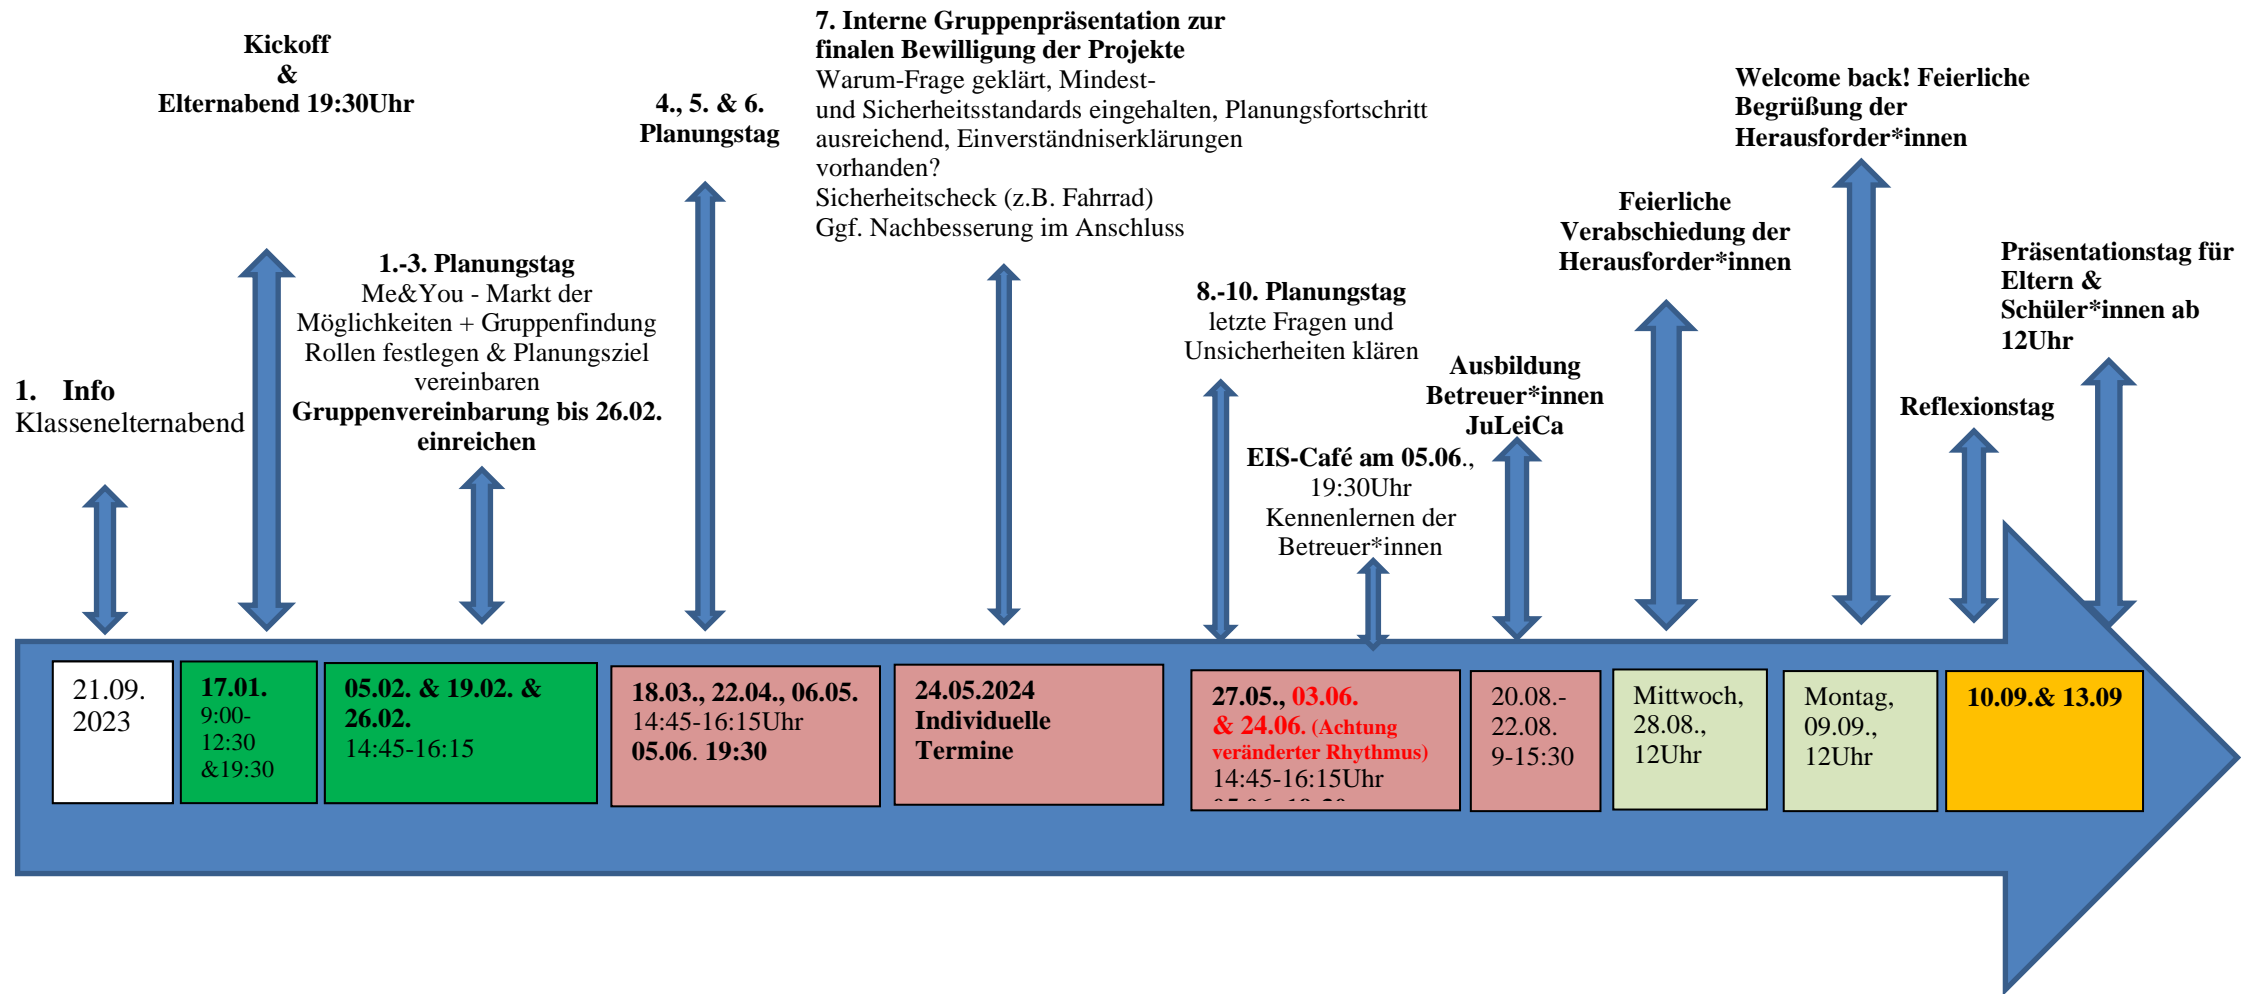 1. Info
Klassenelternabend
Kickoff
&
Elternabend 19:30Uhr
1.-3. Planungstag
Me&You - Markt der
Möglichkeiten + Gruppenfindung
Rollen festlegen & Planungsziel
vereinbaren
Gruppenvereinbarung bis 26.02.
einreichen
4., 5. & 6.
Planungstag
7. Interne Gruppenpräsentation zur
finalen Bewilligung der Projekte
Warum-Frage geklärt, Mindest-
und Sicherheitsstandards eingehalten, Planungsfortschritt
ausreichend, Einverständniserklärungen
vorhanden?
Sicherheitscheck (z.B. Fahrrad)
Ggf. Nachbesserung im Anschluss
8.-10. Planungstag
letzte Fragen und
Unsicherheiten klären
EIS-Café am 05.06.,
19:30Uhr
Kennenlernen der
Betreuer*innen
Ausbildung
Betreuer*innen
JuLeiCa
Feierliche
Verabschiedung der
Herausforder*innen
Welcome back! Feierliche
Begrüßung der
Herausforder*innen
Reflexionstag
Präsentationstag für
Eltern &
Schüler*innen ab
12Uhr
21.09.
2023
17.01.
9:00-
12:30
&19:30
05.02. & 19.02. &
26.02.
14:45-16:15
18.03., 22.04., 06.05.
14:45-16:15Uhr
05.06. 19:30
24.05.2024
Individuelle
Termine
27.05., 03.06.
& 24.06. (Achtung
veränderter Rhythmus)
14:45-16:15Uhr
20.08.-
22.08.
9-15:30
Mittwoch,
28.08.,
12Uhr
Montag,
09.09.,
12Uhr
10.09.& 13.09